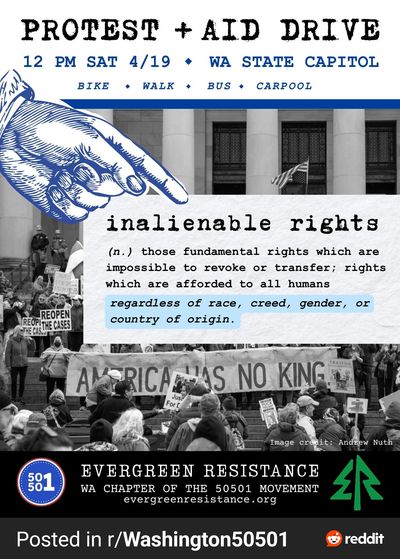 PROTEST + AID DRIVE
12 PM SAT 4/19 ◆ WA STATE CAPITOL
BIKE ◆ WALK ◆ BUS ◆ CARPOOL
inalienable rights
(n.) those fundamental rights which are
impossible to revoke or transfer; rights
which are afforded to all humans
regardless of race, creed, gender, or
country of origin.
REOPEN
THE CASES
AMERICA HAS NO KING
Image credit: Andrew Nuth
50
50
1
EVERGREEN RESISTANCE
WA CHAPTER OF THE 50501 MOVEMENT
evergreenresistance.org
Posted in r/Washington50501
reddit